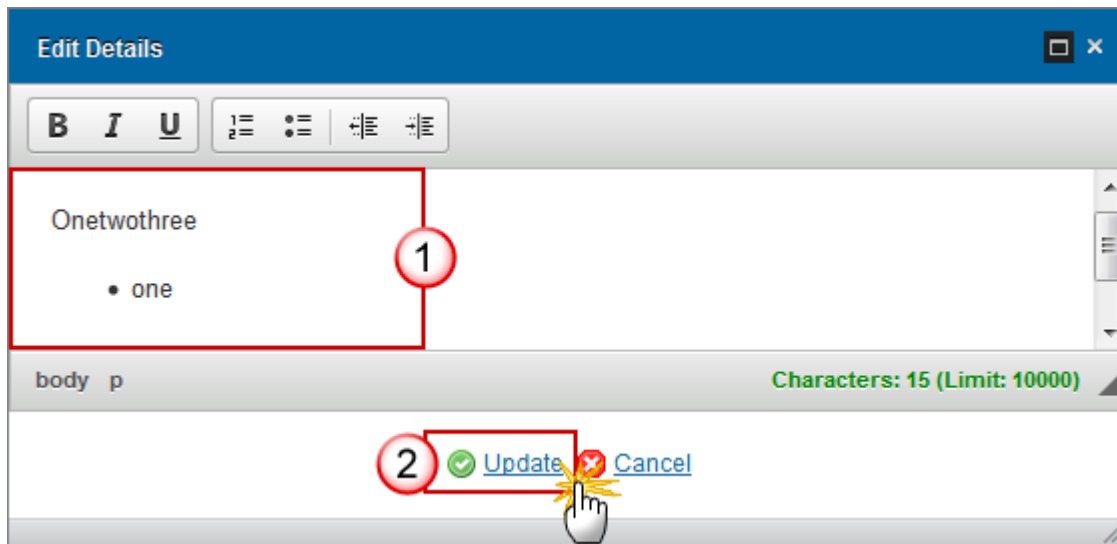 Edit Details
B I U
Onetwothree
1
• one
body p Characters: 15 (Limit: 10000)
2 Update Cancel